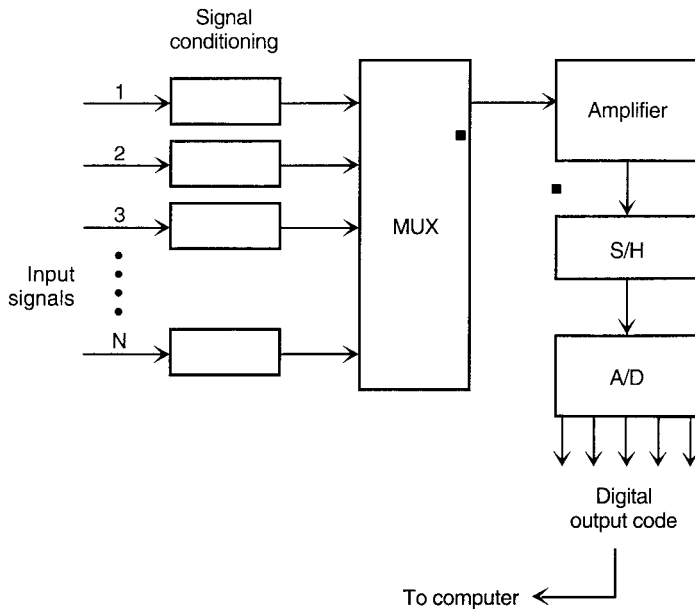 Signal
conditioning
1
2
3
N
Input
signals
MUX
Amplifier
S/H
A/D
Digital
output code
To computer